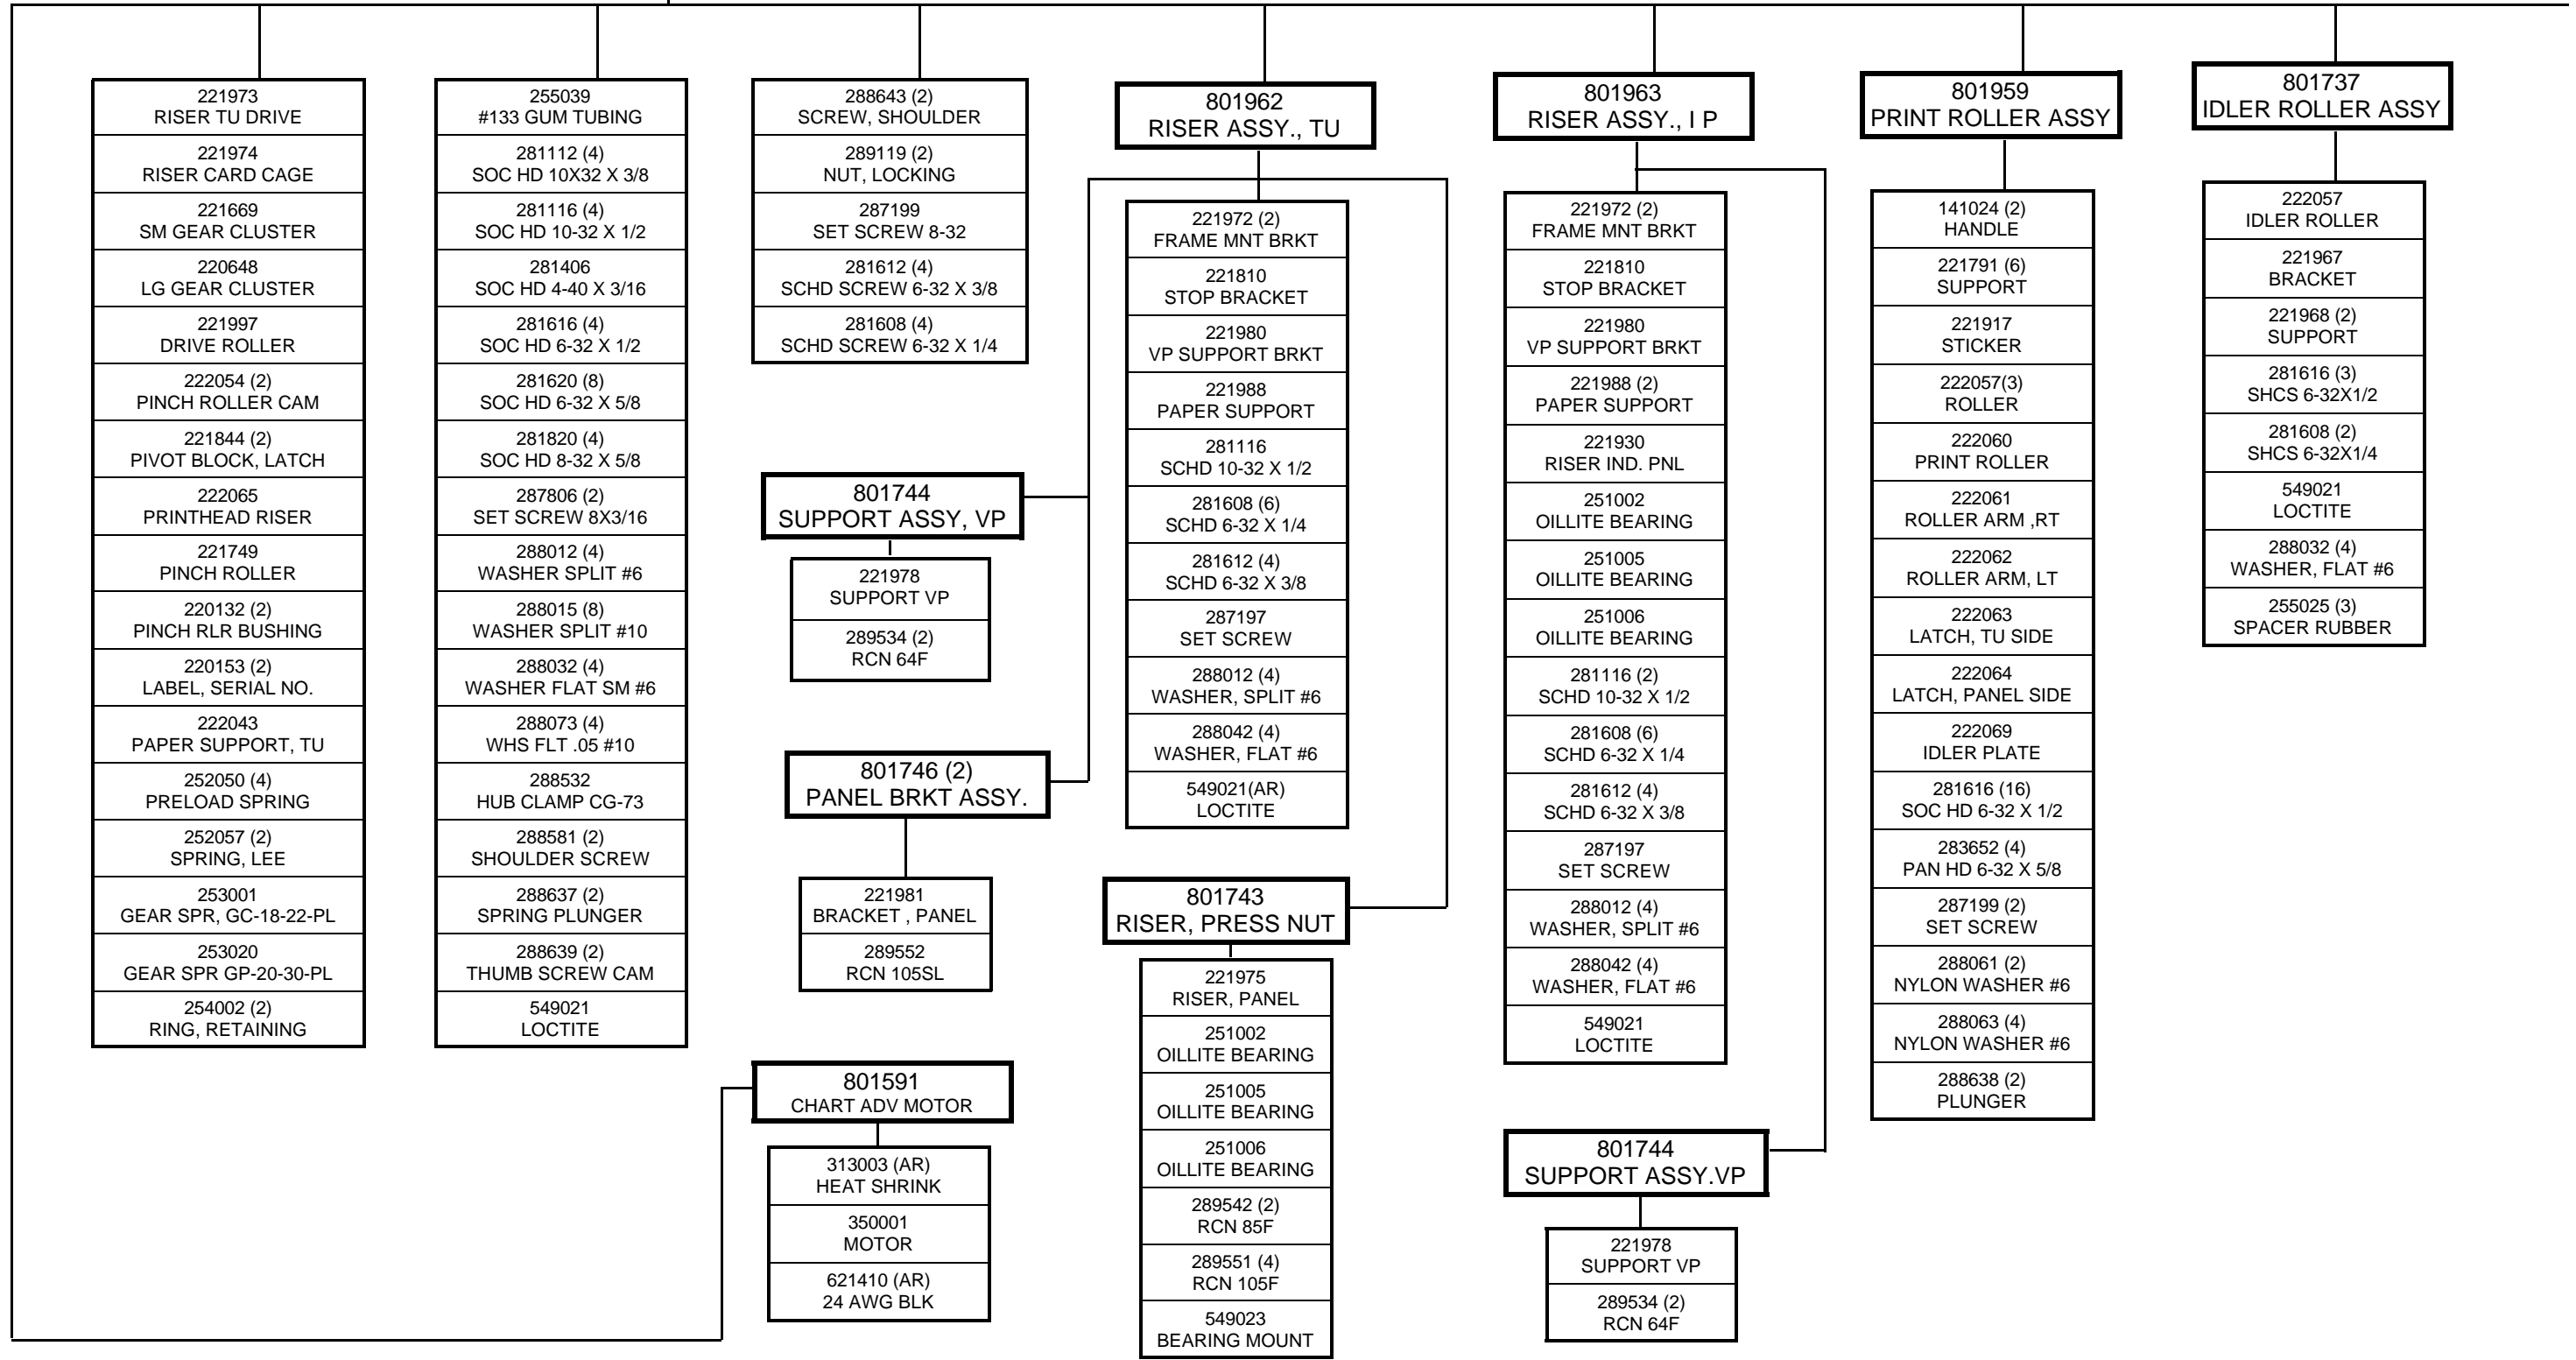 221973
RISER TU DRIVE
221974
RISER CARD CAGE
221669
SM GEAR CLUSTER
220648
LG GEAR CLUSTER
221997
DRIVE ROLLER
222054 (2)
PINCH ROLLER CAM
221844 (2)
PIVOT BLOCK, LATCH
222065
PRINTHEAD RISER
221749
PINCH ROLLER
220132 (2)
PINCH RLR BUSHING
220153 (2)
LABEL, SERIAL NO.
222043
PAPER SUPPORT, TU
252050 (4)
PRELOAD SPRING
252057 (2)
SPRING, LEE
253001
GEAR SPR, GC-18-22-PL
253020
GEAR SPR GP-20-30-PL
254002 (2)
RING, RETAINING
255039
#133 GUM TUBING
281112 (4)
SOC HD 10X32 X 3/8
281116 (4)
SOC HD 10-32 X 1/2
281406
SOC HD 4-40 X 3/16
281616 (4)
SOC HD 6-32 X 1/2
281620 (8)
SOC HD 6-32 X 5/8
281820 (4)
SOC HD 8-32 X 5/8
287806 (2)
SET SCREW 8X3/16
288012 (4)
WASHER SPLIT #6
288015 (8)
WASHER SPLIT #10
288032 (4)
WASHER FLAT SM #6
288073 (4)
WHS FLT .05 #10
288532
HUB CLAMP CG-73
288581 (2)
SHOULDER SCREW
288637 (2)
SPRING PLUNGER
288639 (2)
THUMB SCREW CAM
549021
LOCTITE
288643 (2)
SCREW, SHOULDER
289119 (2)
NUT, LOCKING
287199
SET SCREW 8-32
281612 (4)
SCHD SCREW 6-32 X 3/8
281608 (4)
SCHD SCREW 6-32 X 1/4
801744
SUPPORT ASSY, VP
221978
SUPPORT VP
289534 (2)
RCN 64F
801746 (2)
PANEL BRKT ASSY.
221981
BRACKET , PANEL
289552
RCN 105SL
801591
CHART ADV MOTOR
313003 (AR)
HEAT SHRINK
350001
MOTOR
621410 (AR)
24 AWG BLK
801962
RISER ASSY., TU
221972 (2)
FRAME MNT BRKT
221810
STOP BRACKET
221980
VP SUPPORT BRKT
221988
PAPER SUPPORT
281116
SCHD 10-32 X 1/2
281608 (6)
SCHD 6-32 X 1/4
281612 (4)
SCHD 6-32 X 3/8
287197
SET SCREW
288012 (4)
WASHER, SPLIT #6
288042 (4)
WASHER, FLAT #6
549021(AR)
LOCTITE
801743
RISER, PRESS NUT
221975
RISER, PANEL
251002
OILLITE BEARING
251005
OILLITE BEARING
251006
OILLITE BEARING
289542 (2)
RCN 85F
289551 (4)
RCN 105F
549023
BEARING MOUNT
801963
RISER ASSY., I P
221972 (2)
FRAME MNT BRKT
221810
STOP BRACKET
221980
VP SUPPORT BRKT
221988 (2)
PAPER SUPPORT
221930
RISER IND. PNL
251002
OILLITE BEARING
251005
OILLITE BEARING
251006
OILLITE BEARING
281116 (2)
SCHD 10-32 X 1/2
281608 (6)
SCHD 6-32 X 1/4
281612 (4)
SCHD 6-32 X 3/8
287197
SET SCREW
288012 (4)
WASHER, SPLIT #6
288042 (4)
WASHER, FLAT #6
549021
LOCTITE
801744
SUPPORT ASSY.VP
221978
SUPPORT VP
289534 (2)
RCN 64F
801959
PRINT ROLLER ASSY
141024 (2)
HANDLE
221791 (6)
SUPPORT
221917
STICKER
222057(3)
ROLLER
222060
PRINT ROLLER
222061
ROLLER ARM ,RT
222062
ROLLER ARM, LT
222063
LATCH, TU SIDE
222064
LATCH, PANEL SIDE
222069
IDLER PLATE
281616 (16)
SOC HD 6-32 X 1/2
283652 (4)
PAN HD 6-32 X 5/8
287199 (2)
SET SCREW
288061 (2)
NYLON WASHER #6
288063 (4)
NYLON WASHER #6
288638 (2)
PLUNGER
801737
IDLER ROLLER ASSY
222057
IDLER ROLLER
221967
BRACKET
221968 (2)
SUPPORT
281616 (3)
SHCS 6-32X1/2
281608 (2)
SHCS 6-32X1/4
549021
LOCTITE
288032 (4)
WASHER, FLAT #6
255025 (3)
SPACER RUBBER